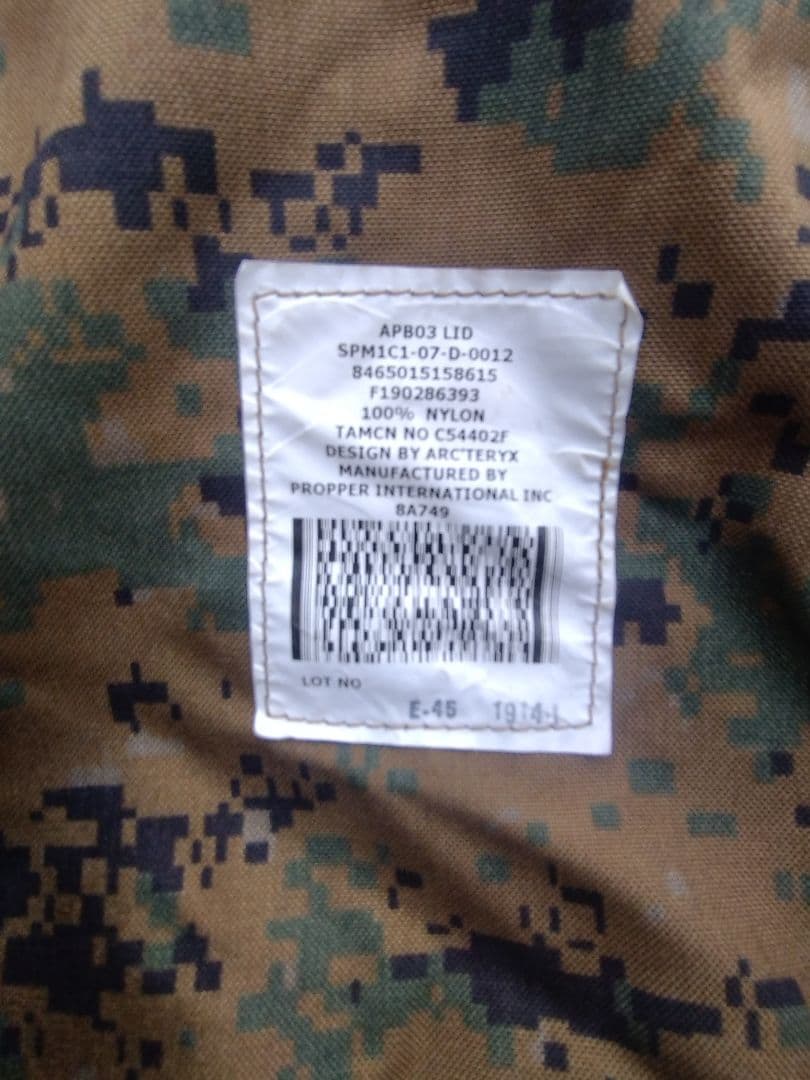 APB03 LID
SPM1C1-07-D-0012
8465015158615
F190286393
100% NYLON
TAMCN NO C54402F
DESIGN BY ARC'TERYX
MANUFACTURED BY
PROPPER INTERNATIONAL INC
8A749
LOT NO
E-45